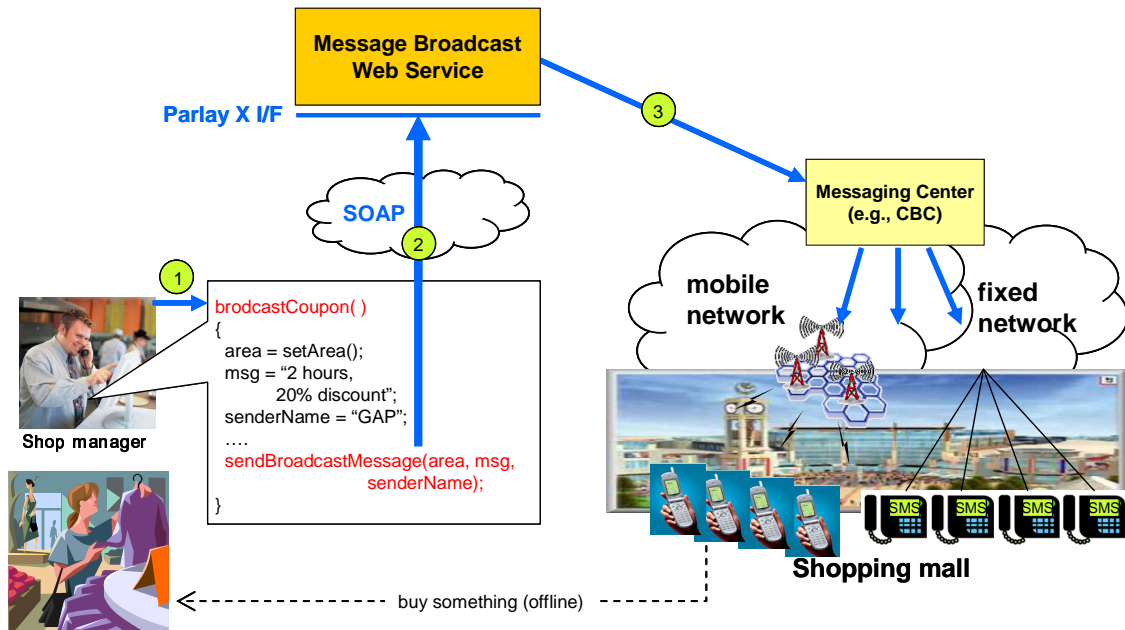 Message Broadcast
Web Service
Parlay X I/F
3
SOAP
2
Messaging Center
(e.g., CBC)
1
mobile
network
fixed
network
brodcastCoupon( )
{
area = setArea();
msg = “2 hours,
20% discount”;
senderName = “GAP”;
….
sendBroadcastMessage(area, msg,
senderName);
}
Shop manager
SMS SMS SMS SMS
Shopping mall
buy something (offline)